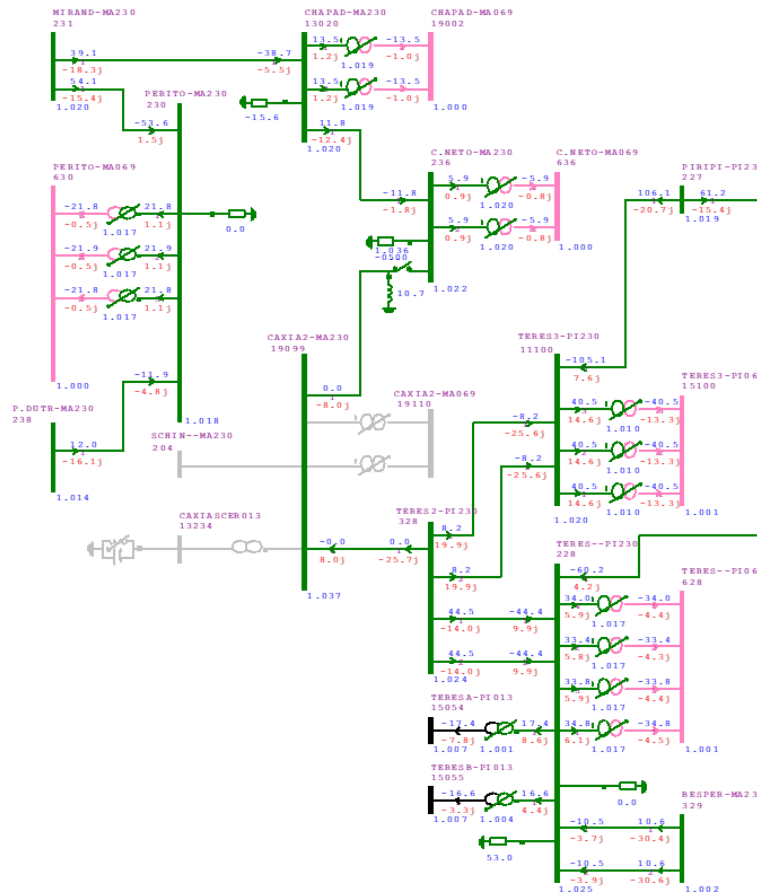 MIRAND-MA230
231
39.1
-18.3j
54.1
-15.4j
1.020
-38.7
-5.5j
CHAPAD-MA230
13020
13.5
1.2j
1.019
-13.5
-1.0j
13.5
1.2j
1.019
-13.5
-1.0j
CHAPAD-MA069
19002
1.000
-15.6
11.8
-12.4j
1.020
PERITO-MA230
230
-53.6
1.5j
PERITO-MA069
630
-21.8
-0.5j
1.017
21.8
1.1j
-21.9
-0.5j
1.017
21.9
1.1j
-21.8
-0.5j
1.017
21.8
1.1j
0.0
1.000
-11.9
-4.8j
1.018
P.DUTR-MA230
238
12.0
-16.1j
1.014
C.NETO-MA230
236
-11.8
-1.8j
5.9
0.9j
1.020
-5.9
-0.8j
5.9
0.9j
1.020
-5.9
-0.8j
C.NETO-MA069
636
1.000
1.036
-0500
10.7
1.022
PIRIPI-PI23
227
106.1
-20.7j
61.2
-15.4j
1.019
CAXIA2-MA230
19099
0.0
-8.0j
CAXIA2-MA069
19110
SCHIN--MA230
204
CAXIASCER013
13234
-0.0
8.0j
0.0
-25.7j
1.037
TERES3-PI230
11100
-105.1
7.6j
-8.2
-25.6j
-8.2
-25.6j
40.5
14.6j
1.010
-40.5
-13.3j
40.5
14.6j
1.010
-40.5
-13.3j
40.5
14.6j
1.010
-40.5
-13.3j
1.020
TERES3-PI06
15100
1.001
TERES2-PI230
328
8.2
19.9j
8.2
19.9j
44.5
-14.0j
-44.4
9.9j
44.5
-14.0j
-44.4
9.9j
1.024
TERES--PI230
228
-60.2
4.2j
34.0
5.9j
1.017
-34.0
-4.4j
33.4
5.8j
1.017
-33.4
-4.3j
33.8
5.9j
1.017
-33.8
-4.4j
34.8
6.1j
1.017
-34.8
-4.5j
TERES--PI06
628
1.001
TERESA-PI013
15054
-17.4
-7.8j
1.007
1.001
17.4
8.6j
TERESB-PI013
15055
-16.6
-3.3j
1.007
1.004
16.6
4.4j
0.0
53.0
BESPER-MA23
329
-10.5
-3.7j
10.6
-30.4j
-10.5
-3.9j
10.6
-30.6j
1.025
1.002